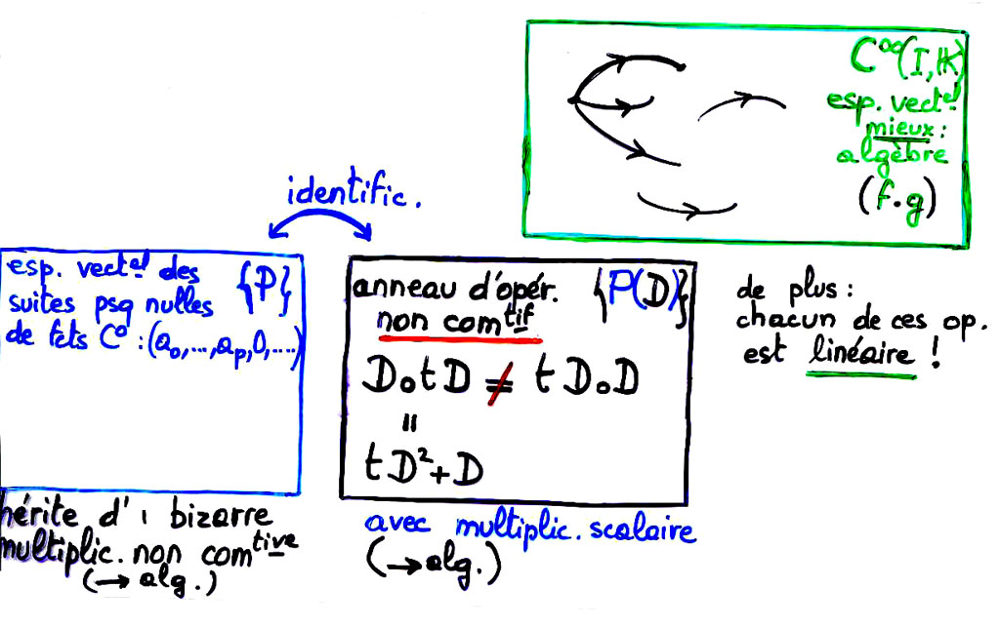 C∞(I,K)
esp. vectel
mieux :
algèbre
(f.g)
identific.
esp. vectel des {P}
suites psq nulles
de fcts C⁰ : (a₀,...,aₚ,0,....)
hérite d' 1 bizarre
multiplic. non comtive
(→ alg.)
anneau d'opér. {P(D)}
non comtif
D∘tD ≠ tD∘D
=
tD²+D
avec multiplic. scalaire
(→alg.)
de plus :
chacun de ces op.
est linéaire !